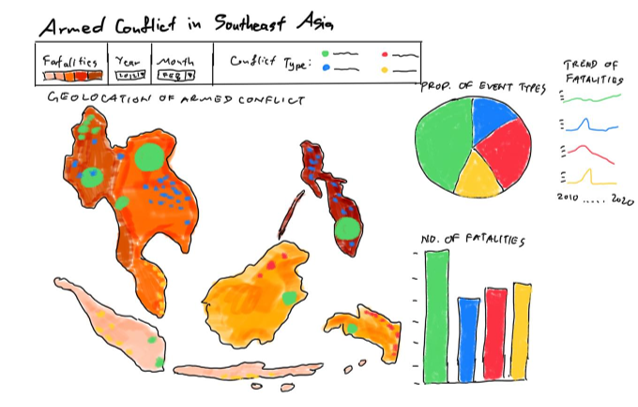 Armed Conflict in Southeast Asia
Fatalities
Year
Month
Conflict Type:
GEOLOCATION OF ARMED CONFLICT
PROP. OF EVENT TYPES
TREND OF
FATALITIES
2010 ..... 2020
NO. OF FATALITIES